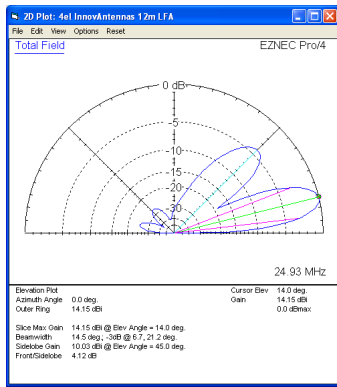 2D Plot: 4el InnovAntennas 12m LFA
File Edit View Options Reset
Total Field
EZNEC Pro/4
0 dB
-5
-10
-15
-20
-30
24.93 MHz
Elevation Plot
Azimuth Angle 0.0 deg.
Outer Ring 14.15 dBi
Cursor Elev 14.0 deg.
Gain 14.15 dBi
0.0 dBmax
Slice Max Gain 14.15 dBi @ Elev Angle = 14.0 deg.
Beamwidth 14.5 deg.; -3dB @ 6.7, 21.2 deg.
Sidelobe Gain 10.03 dBi @ Elev Angle = 45.0 deg.
Front/Sidelobe 4.12 dB